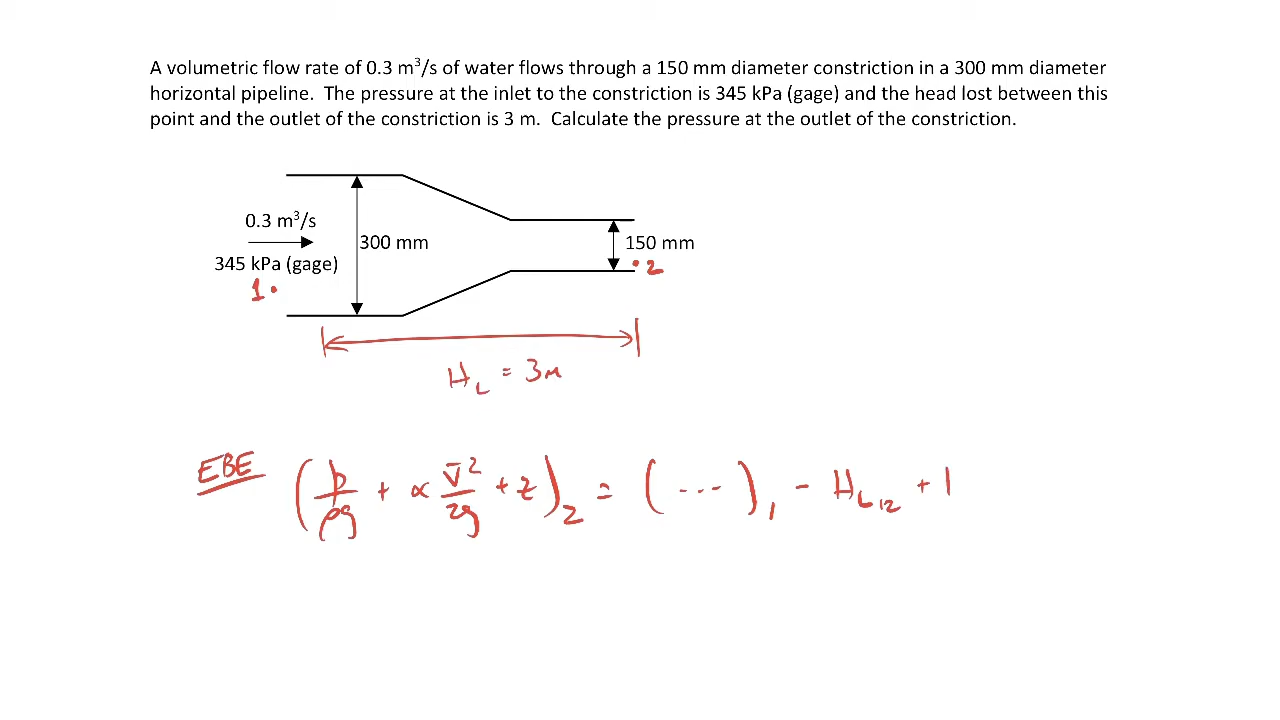 A volumetric flow rate of 0.3 m³/s of water flows through a 150 mm diameter constriction in a 300 mm diameter
horizontal pipeline. The pressure at the inlet to the constriction is 345 kPa (gage) and the head lost between this
point and the outlet of the constriction is 3 m. Calculate the pressure at the outlet of the constriction.
0.3 m³/s
300 mm
150 mm
345 kPa (gage)
1· ·2
H_L = 3m
EBE (p/ρg + α V̄²/2g + z)₂ = (···)₁ - H_L12 + 1